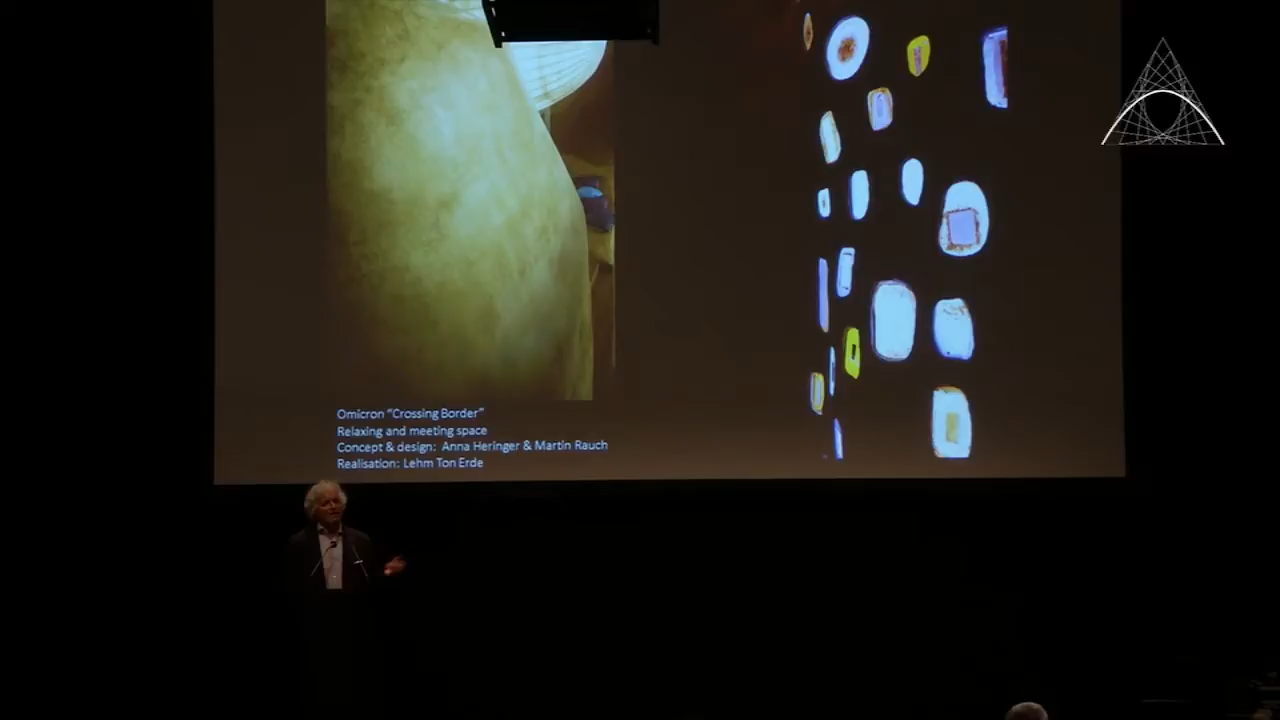 Omicron “Crossing Border”
Relaxing and meeting space
Concept & design: Anna Heringer & Martin Rauch
Realisation: Lehm Ton Erde